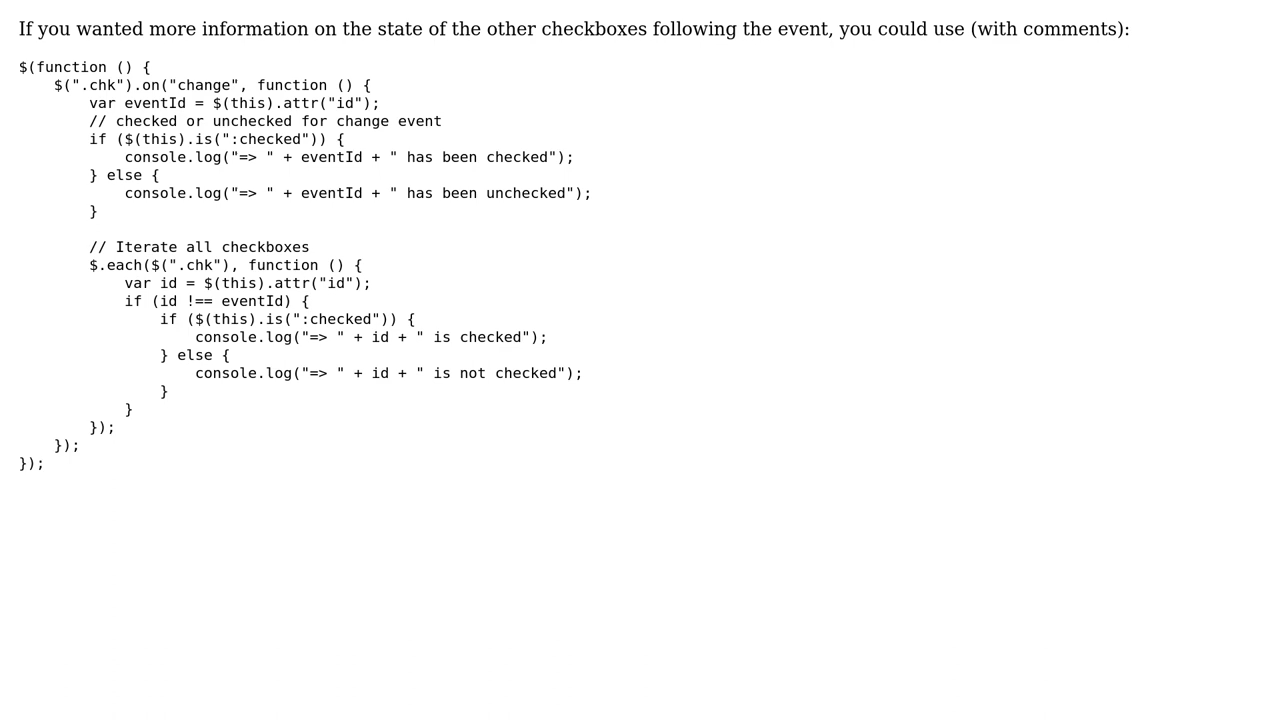 If you wanted more information on the state of the other checkboxes following the event, you could use (with comments):
$(function () {
    $(".chk").on("change", function () {
        var eventId = $(this).attr("id");
        // checked or unchecked for change event
        if ($(this).is(":checked")) {
            console.log("=> " + eventId + " has been checked");
        } else {
            console.log("=> " + eventId + " has been unchecked");
        }

        // Iterate all checkboxes
        $.each($(".chk"), function () {
            var id = $(this).attr("id");
            if (id !== eventId) {
                if ($(this).is(":checked")) {
                    console.log("=> " + id + " is checked");
                } else {
                    console.log("=> " + id + " is not checked");
                }
            }
        });
    });
});